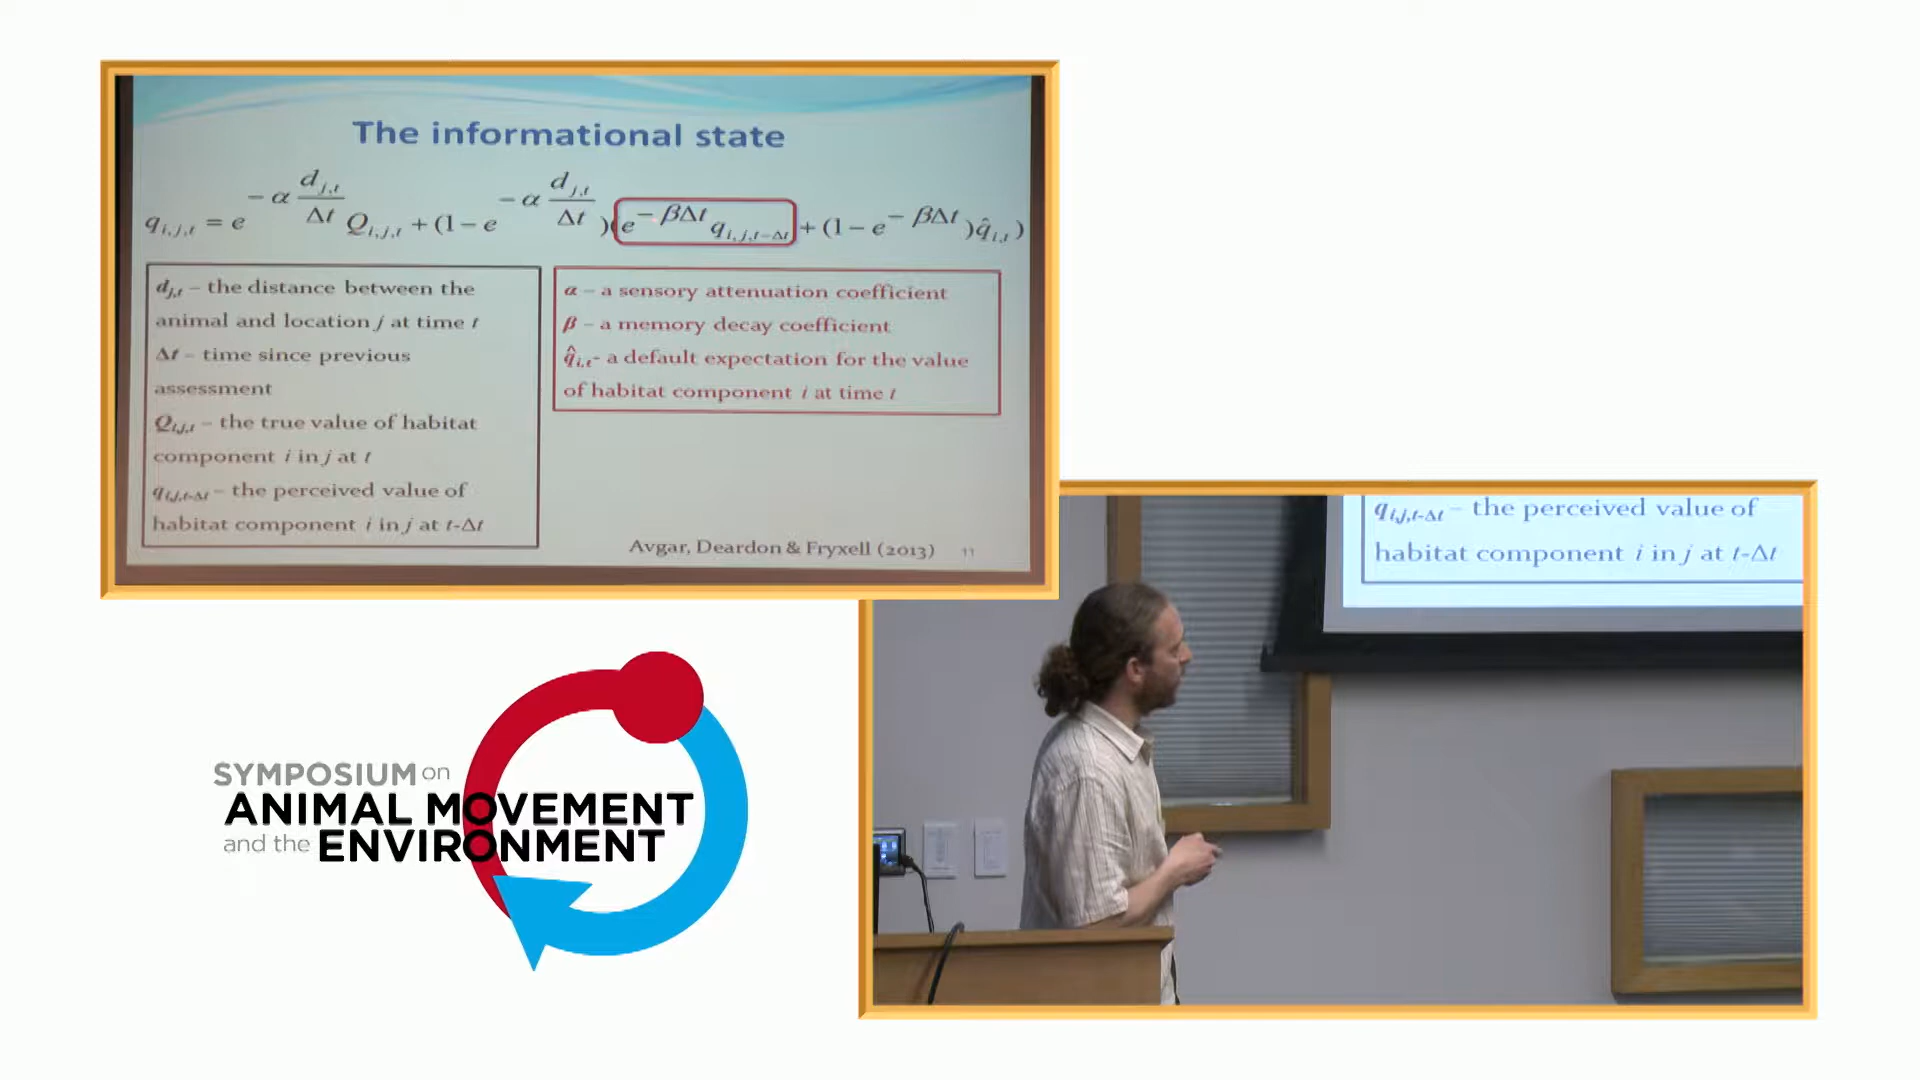 The informational state
q_{i,j,t} = e^{-α d_{j,t}/Δt} Q_{i,j,t} + (1 − e^{-α d_{j,t}/Δt})(e^{-βΔt} q_{i,j,t−Δt} + (1 − e^{-βΔt}) q̂_{i,t})
d_{j,t} – the distance between the
animal and location j at time t
Δt – time since previous
assessment
Q_{i,j,t} – the true value of habitat
component i in j at t
q_{i,j,t-Δt} – the perceived value of
habitat component i in j at t-Δt
α – a sensory attenuation coefficient
β – a memory decay coefficient
q̂_{i,t} - a default expectation for the value
of habitat component i at time t
Avgar, Deardon & Fryxell (2013) 11
q_{i,j,t-Δt} – the perceived value of
habitat component i in j at t-Δt
SYMPOSIUM on
ANIMAL MOVEMENT
and the ENVIRONMENT